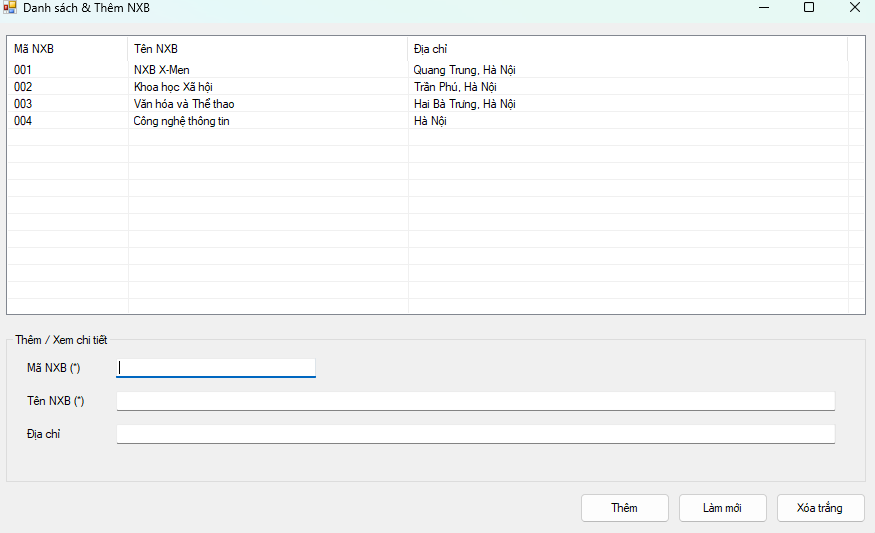 Danh sách & Thêm NXB
Mã NXB Tên NXB Địa chỉ
001 NXB X-Men Quang Trung, Hà Nội
002 Khoa học Xã hội Trần Phú, Hà Nội
003 Văn hóa và Thể thao Hai Bà Trưng, Hà Nội
004 Công nghệ thông tin Hà Nội
Thêm / Xem chi tiết
Mã NXB (*)
Tên NXB (*)
Địa chỉ
Thêm Làm mới Xóa trắng